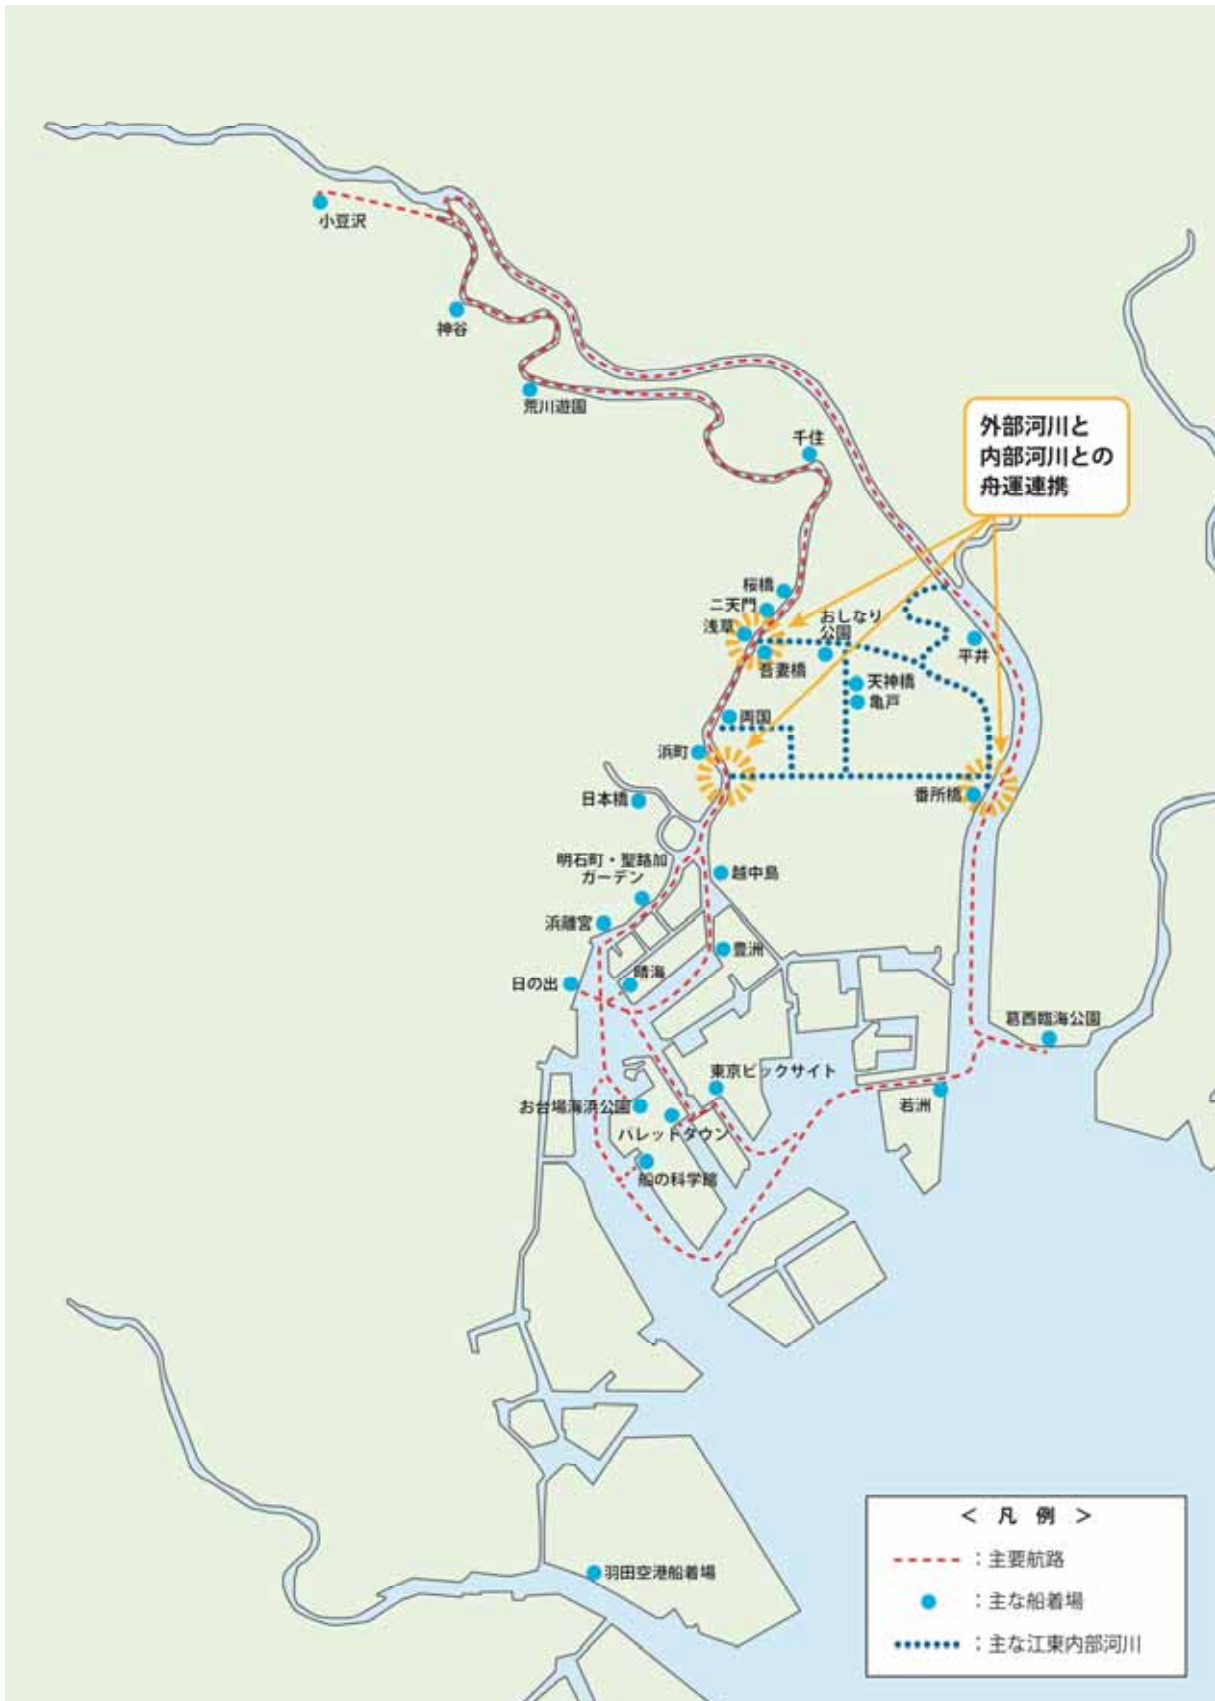 小豆沢
神谷
荒川遊園
千住
外部河川と
内部河川との
舟運連携
桜橋
二天門
浅草
おしなり
公園
吾妻橋
平井
天神橋
亀戸
両国
浜町
日本橋
番所橋
明石町・聖路加
ガーデン
越中島
浜離宮
豊洲
晴海
日の出
葛西臨海公園
東京ビックサイト
若洲
お台場海浜公園
パレットタウン
船の科学館
羽田空港船着場
＜ 凡 例 ＞
：主要航路
：主な船着場
：主な江東内部河川